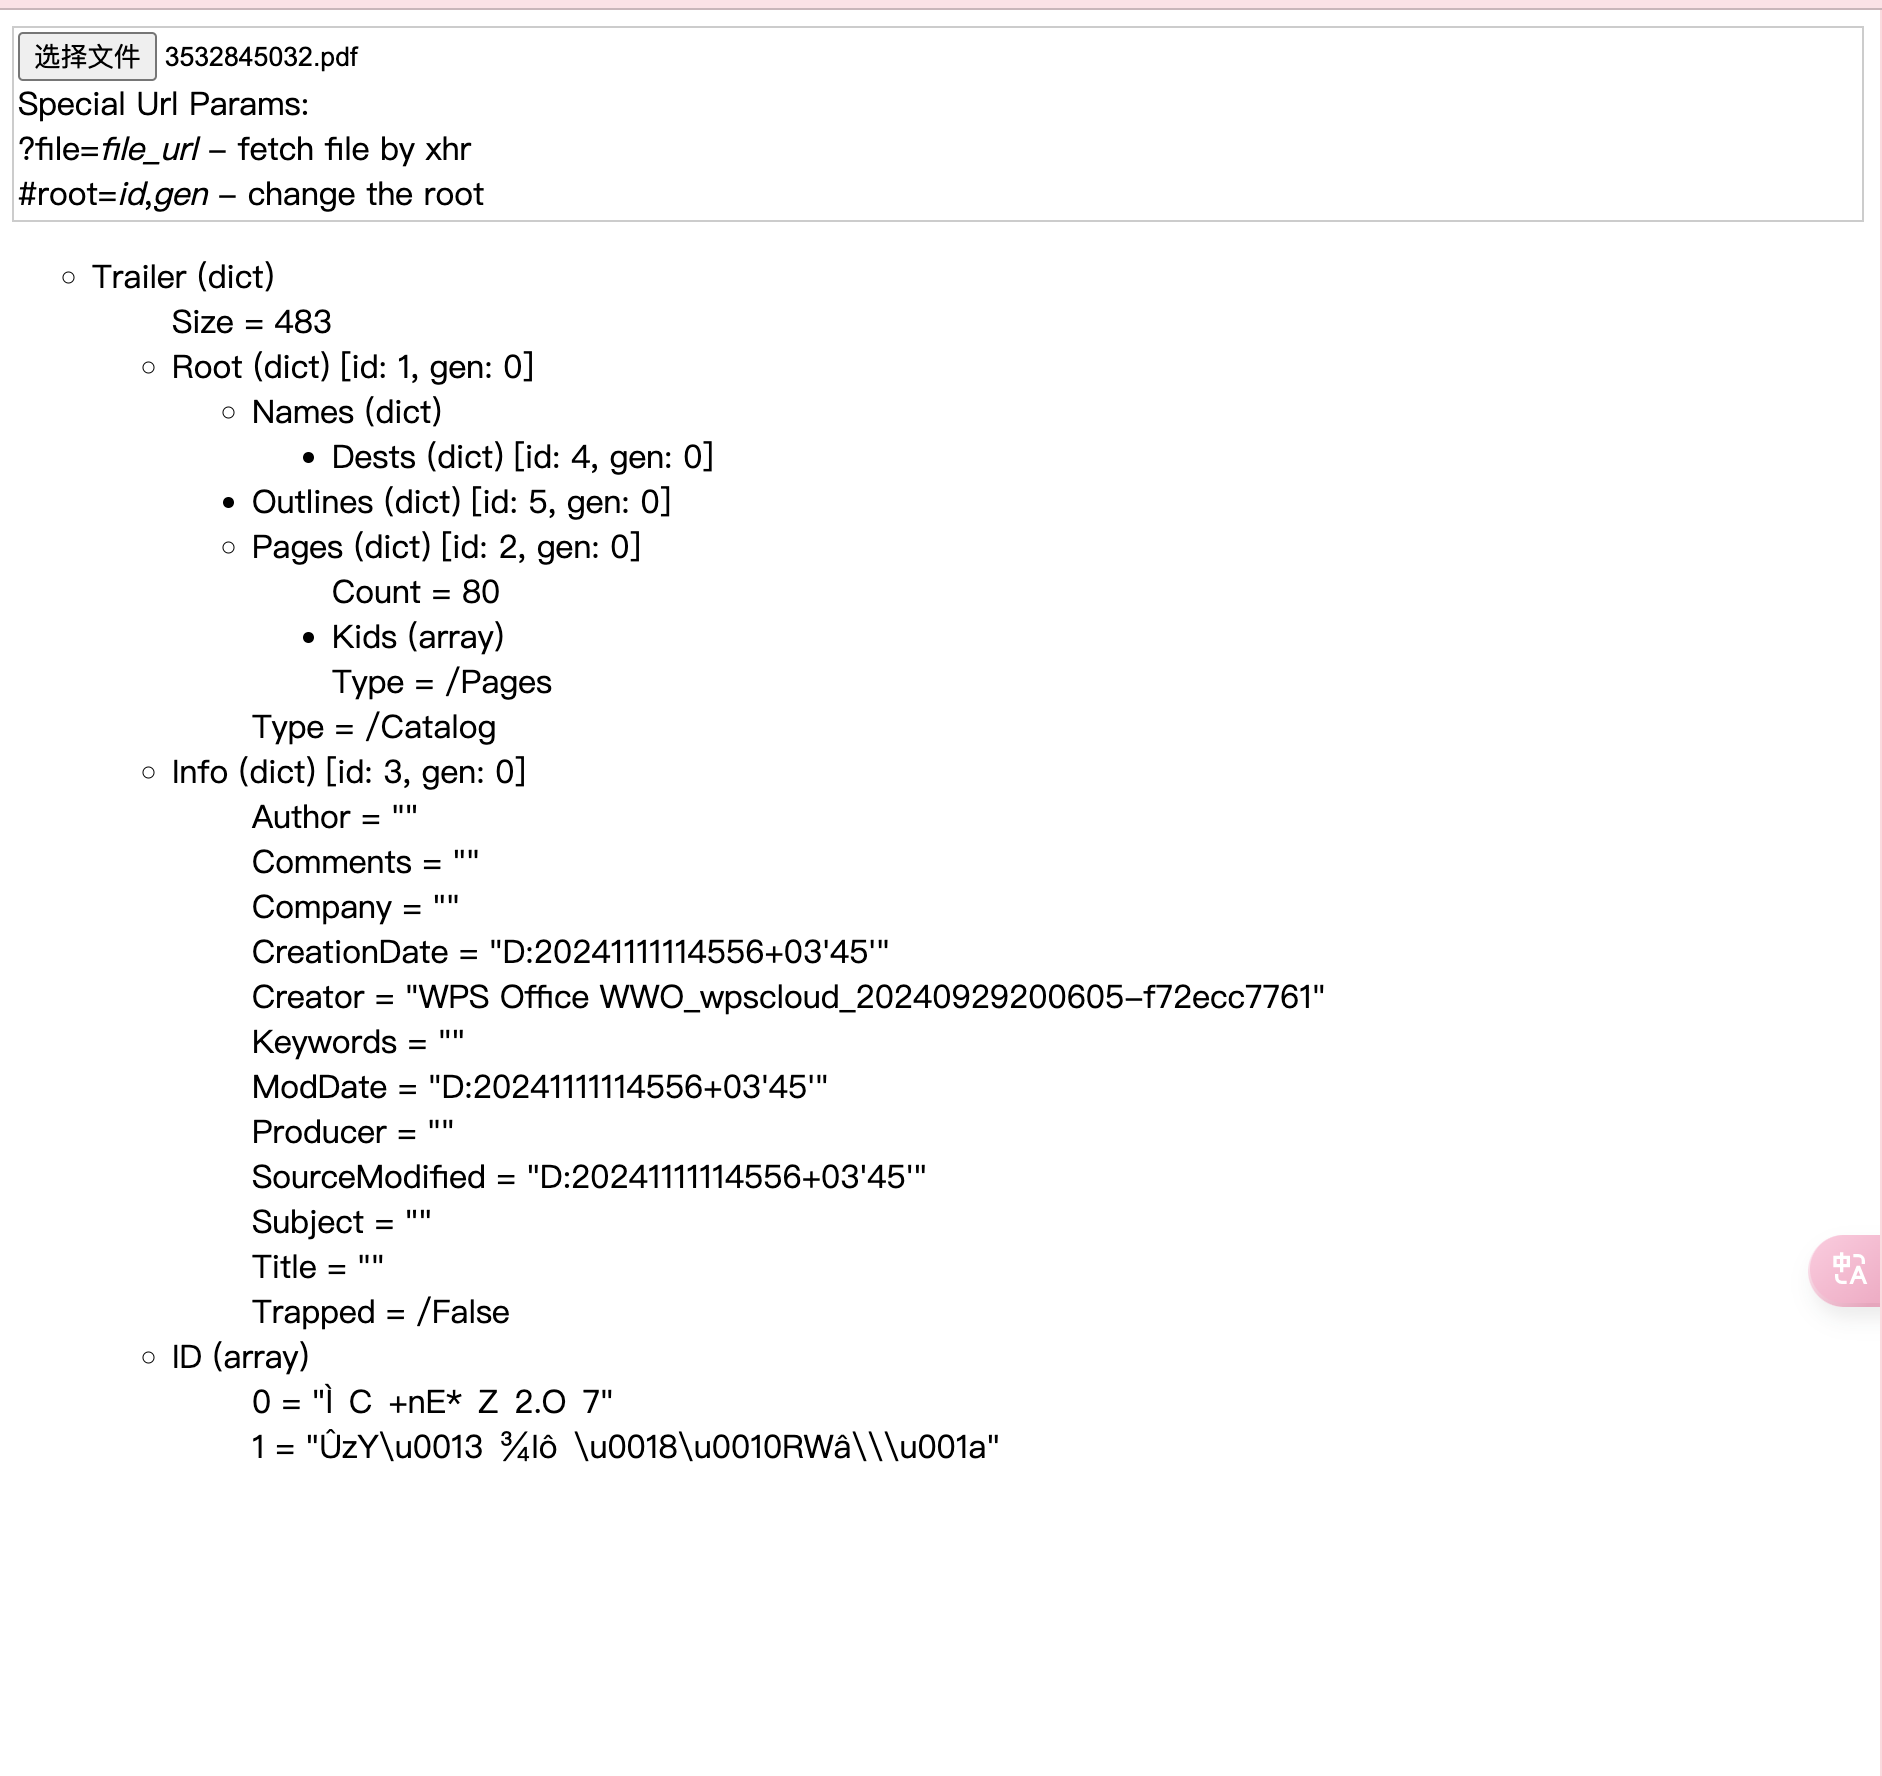 选择文件 3532845032.pdf
Special Url Params:
?file=file_url – fetch file by xhr
#root=id,gen – change the root
Trailer (dict)
Size = 483
Root (dict) [id: 1, gen: 0]
Names (dict)
Dests (dict) [id: 4, gen: 0]
Outlines (dict) [id: 5, gen: 0]
Pages (dict) [id: 2, gen: 0]
Count = 80
Kids (array)
Type = /Pages
Type = /Catalog
Info (dict) [id: 3, gen: 0]
Author = ""
Comments = ""
Company = ""
CreationDate = "D:20241111114556+03'45'"
Creator = "WPS Office WWO_wpscloud_20240929200605-f72ecc7761"
Keywords = ""
ModDate = "D:20241111114556+03'45'"
Producer = ""
SourceModified = "D:20241111114556+03'45'"
Subject = ""
Title = ""
Trapped = /False
ID (array)
0 = "Ì C +nE* Z 2.O 7"
1 = "ÛzY\u0013 ¾Iô \u0018\u0010RWâ\\\u001a"
中A